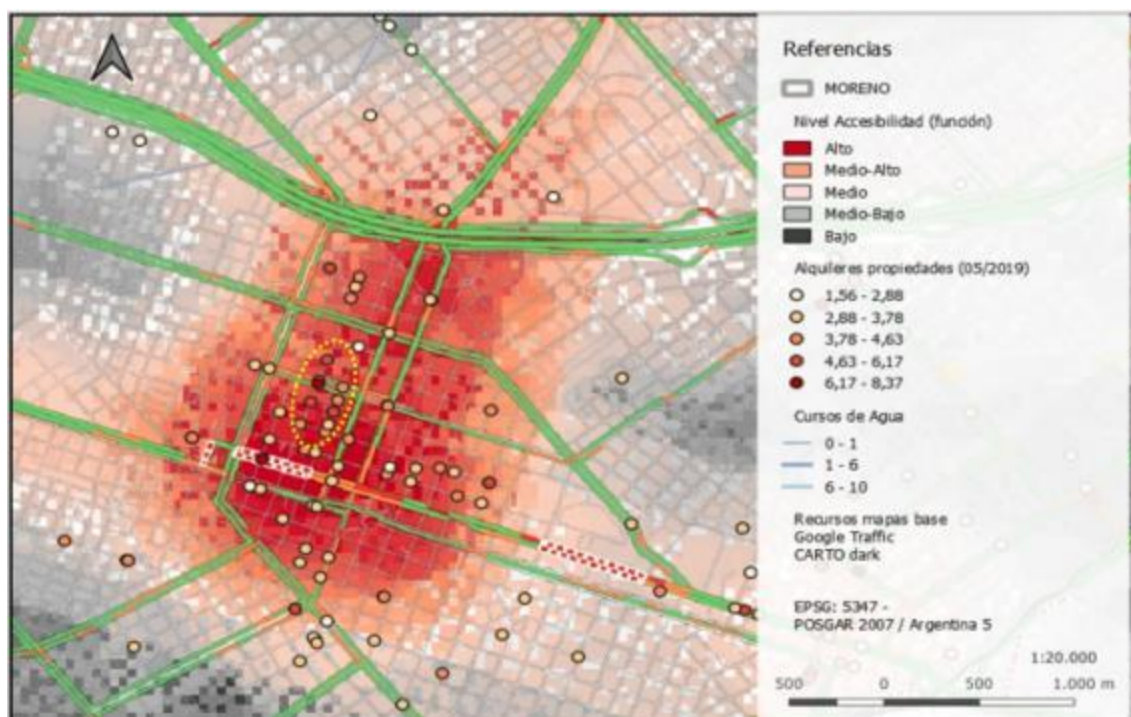 Referencias
MORENO
Nivel Accesibilidad (función)
Alto
Medio-Alto
Medio
Medio-Bajo
Bajo
Alquileres propiedades (05/2019)
1,56 - 2,88
2,88 - 3,78
3,78 - 4,63
4,63 - 6,17
6,17 - 8,37
Cursos de Agua
0 - 1
1 - 6
6 - 10
Recursos mapas base
Google Traffic
CARTO dark
EPSG: 5347 -
POSGAR 2007 / Argentina 5
1:20.000
500 0 500 1.000 m